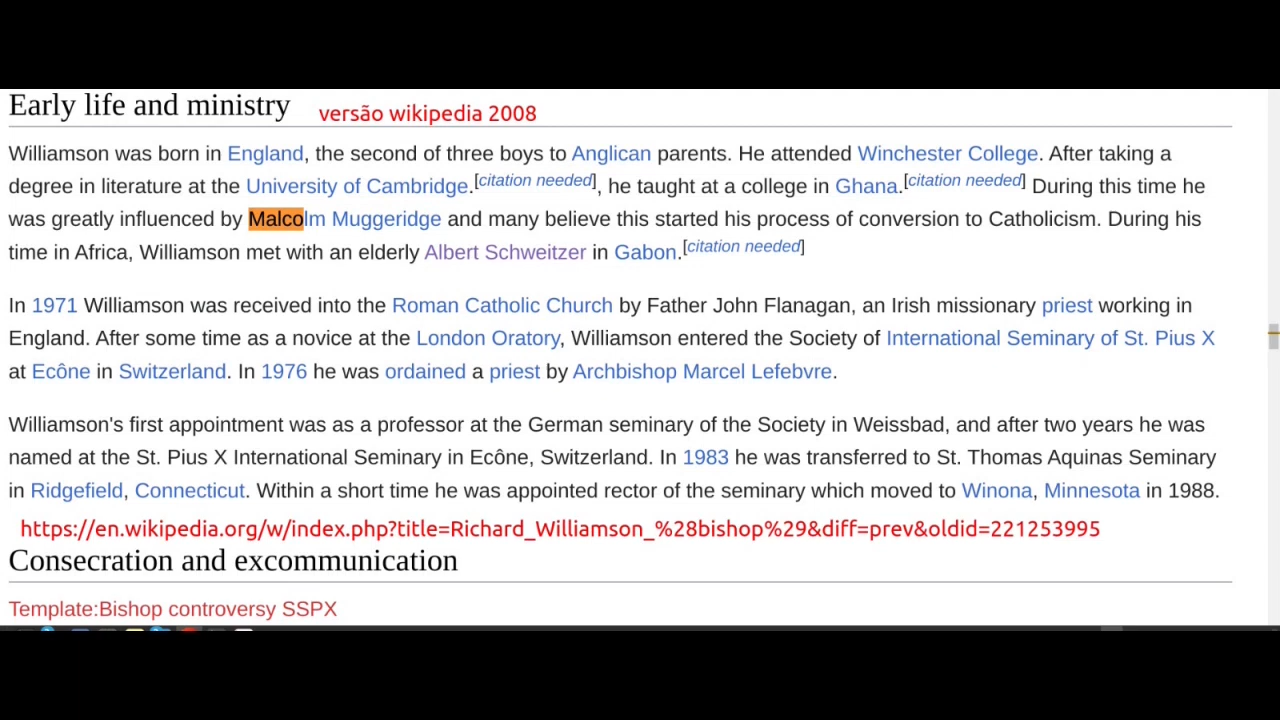 Early life and ministry versão wikipedia 2008
Williamson was born in England, the second of three boys to Anglican parents. He attended Winchester College. After taking a
degree in literature at the University of Cambridge.[citation needed], he taught at a college in Ghana.[citation needed] During this time he
was greatly influenced by Malcolm Muggeridge and many believe this started his process of conversion to Catholicism. During his
time in Africa, Williamson met with an elderly Albert Schweitzer in Gabon.[citation needed]
In 1971 Williamson was received into the Roman Catholic Church by Father John Flanagan, an Irish missionary priest working in
England. After some time as a novice at the London Oratory, Williamson entered the Society of International Seminary of St. Pius X
at Ecône in Switzerland. In 1976 he was ordained a priest by Archbishop Marcel Lefebvre.
Williamson's first appointment was as a professor at the German seminary of the Society in Weissbad, and after two years he was
named at the St. Pius X International Seminary in Ecône, Switzerland. In 1983 he was transferred to St. Thomas Aquinas Seminary
in Ridgefield, Connecticut. Within a short time he was appointed rector of the seminary which moved to Winona, Minnesota in 1988.
https://en.wikipedia.org/w/index.php?title=Richard_Williamson_%28bishop%29&diff=prev&oldid=221253995
Consecration and excommunication
Template:Bishop controversy SSPX